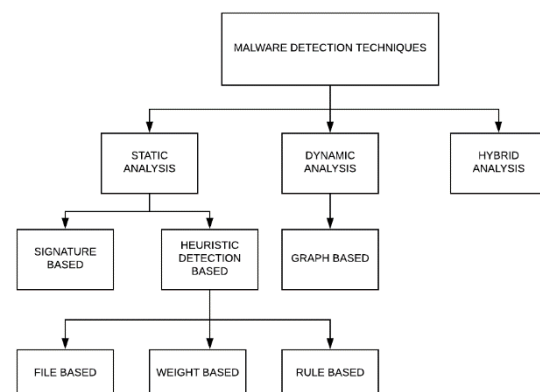 MALWARE DETECTION TECHNIQUES
STATIC
ANALYSIS
DYNAMIC
ANALYSIS
HYBRID
ANALYSIS
SIGNATURE
BASED
HEURISTIC
DETECTION
BASED
GRAPH BASED
FILE BASED
WEIGHT BASED
RULE BASED